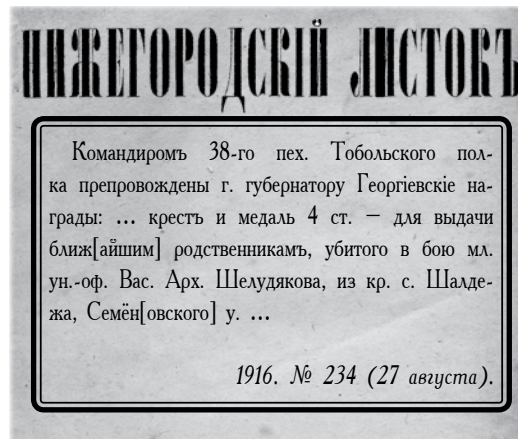 НИЖЕГОРОДСКІЙ ЛИСТОКЪ
Командиромъ 38-го пех. Тобольского пол-
ка препровождены г. губернатору Георгіевскіе на-
грады: ... крестъ и медаль 4 ст. – для выдачи
ближ[айшим] родственникамъ, убитого в бою мл.
ун.-оф. Вас. Арх. Шелудякова, из кр. с. Шалде-
жа, Семён[овского] у. ...
1916. № 234 (27 августа).